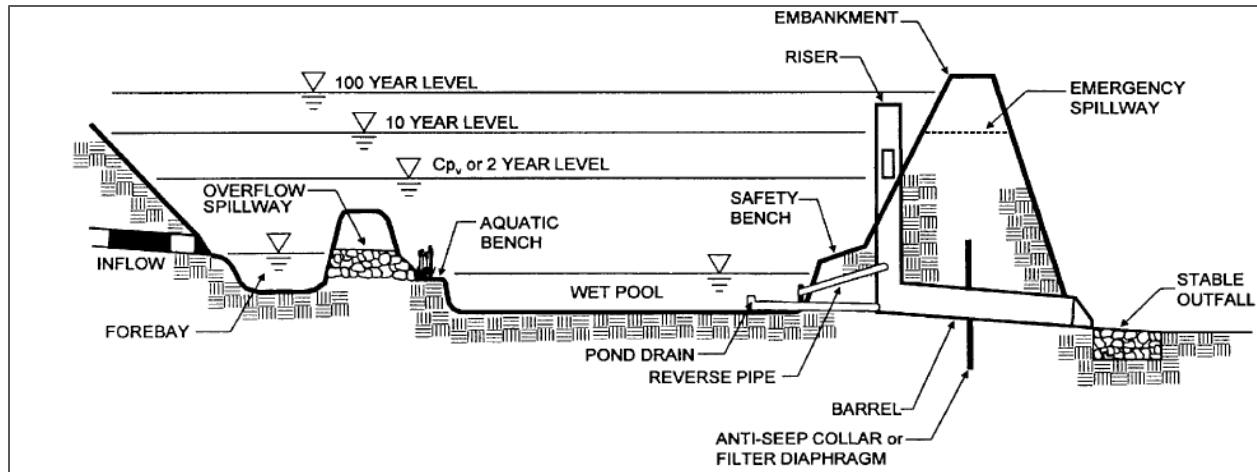 EMBANKMENT
RISER
100 YEAR LEVEL
EMERGENCY
SPILLWAY
10 YEAR LEVEL
Cpv or 2 YEAR LEVEL
OVERFLOW
SPILLWAY
SAFETY
BENCH
AQUATIC
BENCH
INFLOW
WET POOL
STABLE
OUTFALL
FOREBAY
POND DRAIN
REVERSE PIPE
BARREL
ANTI-SEEP COLLAR or
FILTER DIAPHRAGM